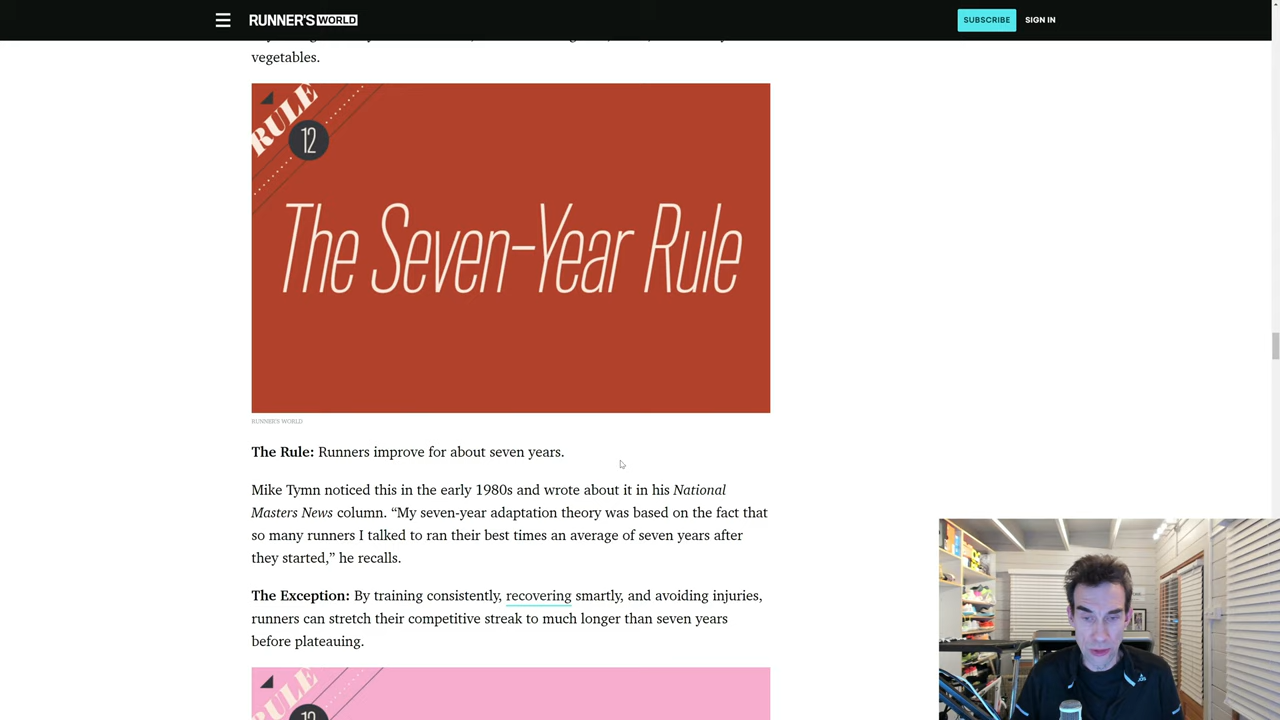 RUNNER'S WORLD
SUBSCRIBE
SIGN IN
vegetables.
RULE
12
The Seven-Year Rule
RUNNER'S WORLD
The Rule: Runners improve for about seven years.
Mike Tymn noticed this in the early 1980s and wrote about it in his National
Masters News column. “My seven-year adaptation theory was based on the fact that
so many runners I talked to ran their best times an average of seven years after
they started,” he recalls.
The Exception: By training consistently, recovering smartly, and avoiding injuries,
runners can stretch their competitive streak to much longer than seven years
before plateauing.
RULE